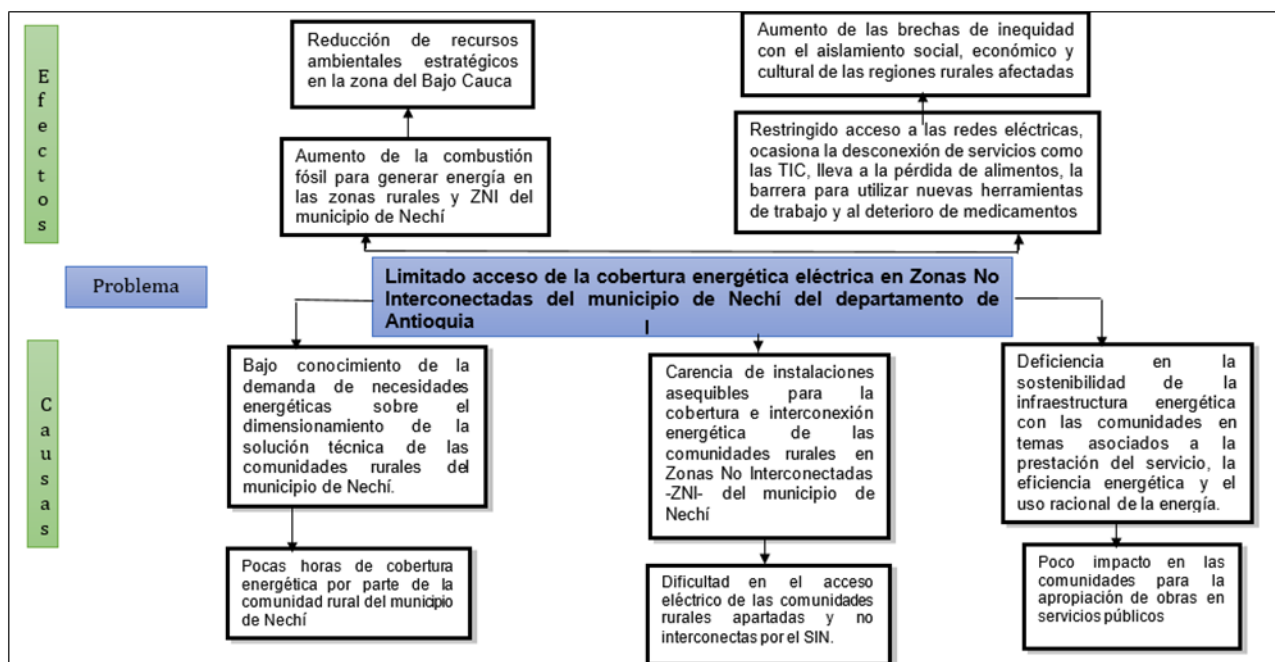 Efectos
Reducción de recursos
ambientales estratégicos
en la zona del Bajo Cauca
Aumento de las brechas de inequidad
con el aislamiento social, económico y
cultural de las regiones rurales afectadas
Aumento de la combustión
fósil para generar energía en
las zonas rurales y ZNI del
municipio de Nechí
Restringido acceso a las redes eléctricas,
ocasiona la desconexión de servicios como
las TIC, lleva a la pérdida de alimentos, la
barrera para utilizar nuevas herramientas
de trabajo y al deterioro de medicamentos
Problema
Limitado acceso de la cobertura energética eléctrica en Zonas No
Interconectadas del municipio de Nechí del departamento de
Antioquia
Causas
Bajo conocimiento de la
demanda de necesidades
energéticas sobre el
dimensionamiento de la
solución técnica de las
comunidades rurales del
municipio de Nechí.
Carencia de instalaciones
asequibles para la
cobertura e interconexión
energética de las
comunidades rurales en
Zonas No Interconectadas
-ZNI- del municipio de
Nechí
Deficiencia en la
sostenibilidad de la
infraestructura energética
con las comunidades en
temas asociados a la
prestación del servicio, la
eficiencia energética y el
uso racional de la energía.
Pocas horas de cobertura
energética por parte de la
comunidad rural del municipio
de Nechí
Dificultad en el acceso
eléctrico de las comunidades
rurales apartadas y no
interconectas por el SIN.
Poco impacto en las
comunidades para la
apropiación de obras en
servicios públicos